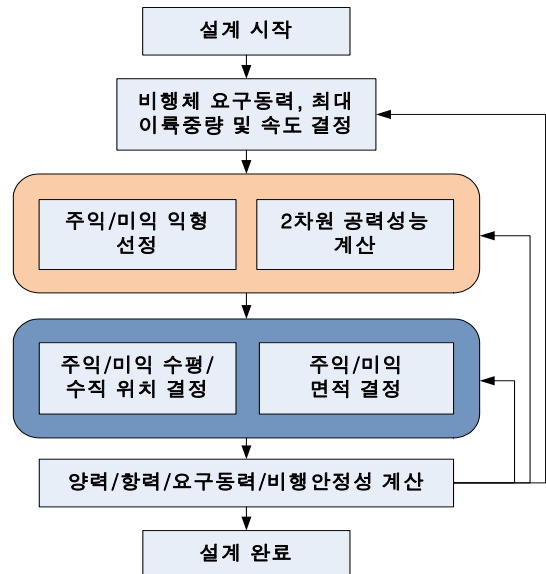 설계 시작
비행체 요구동력, 최대
이륙중량 및 속도 결정
주익/미익 익형
선정
2차원 공력성능
계산
주익/미익 수평/
수직 위치 결정
주익/미익
면적 결정
양력/항력/요구동력/비행안정성 계산
설계 완료